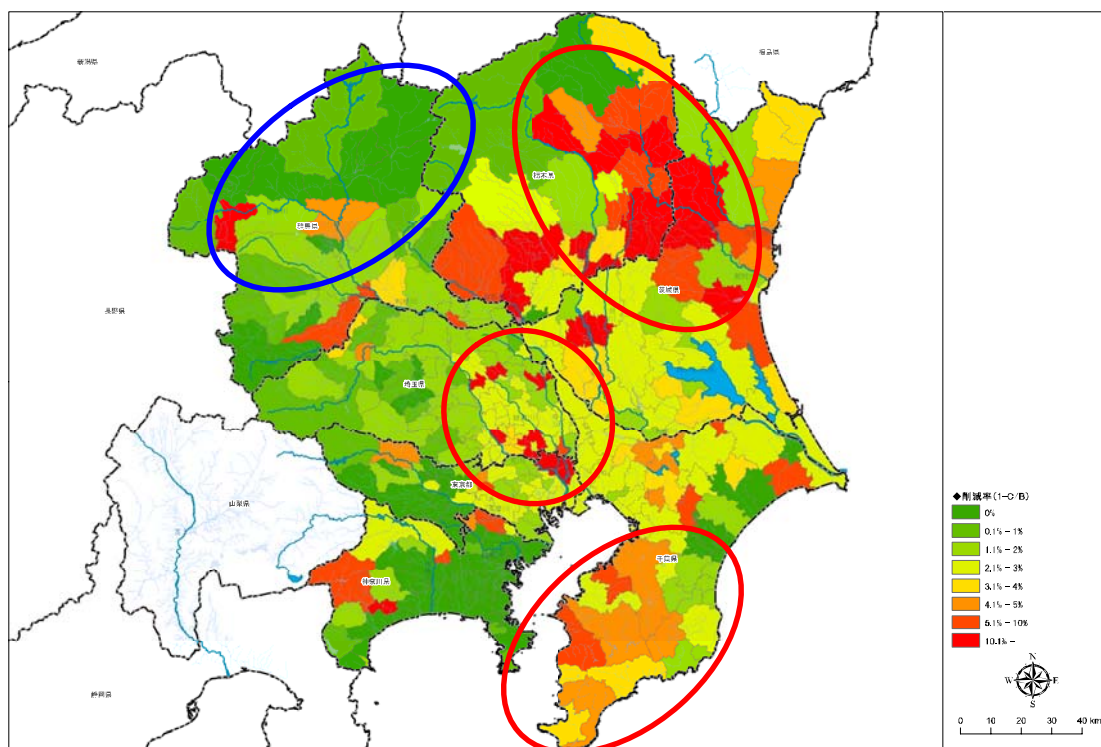 新潟県
福島県
栃木県
群馬県
茨城県
長野県
埼玉県
東京都
山梨県
千葉県
神奈川県
静岡県
◆削減率(1-C/B)
0%
0.1% - 1%
1.1% - 2%
2.1% - 3%
3.1% - 4%
4.1% - 5%
5.1% - 10%
10.1% -
N
W E
S
0 10 20 30 40 km